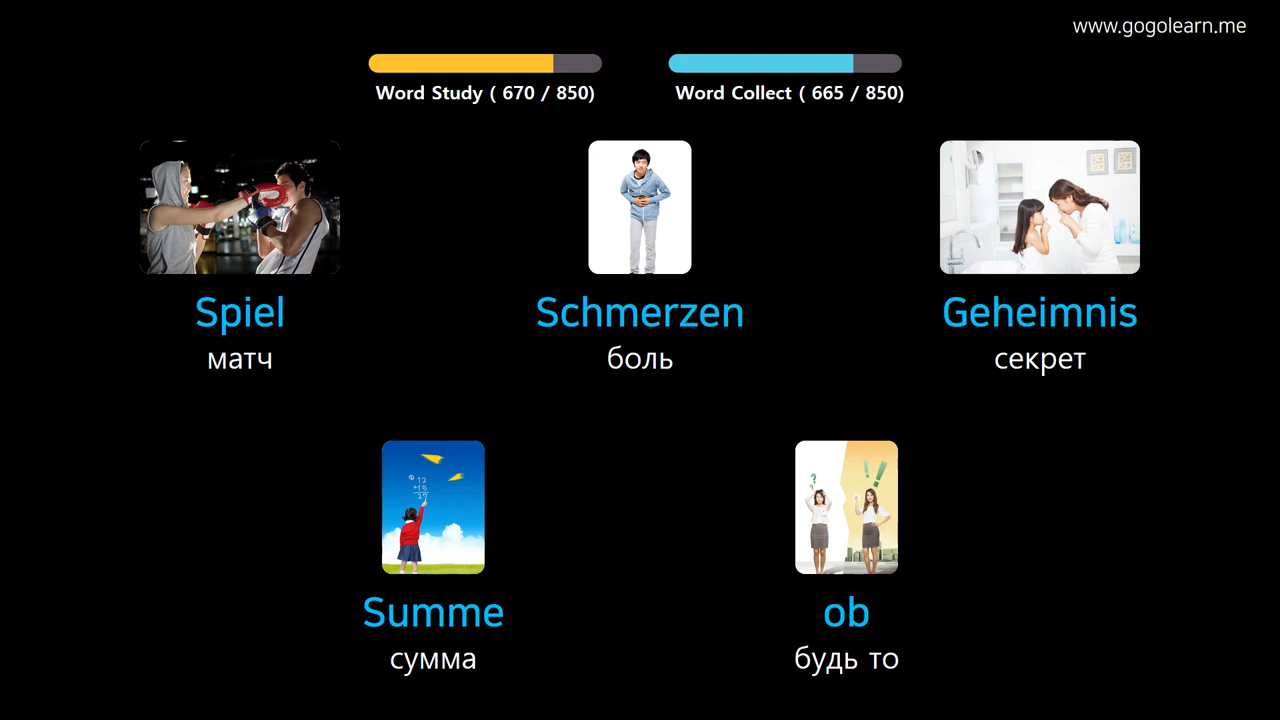 www.gogolearn.me
Word Study ( 670 / 850)
Word Collect ( 665 / 850)
Spiel
матч
Schmerzen
боль
Geheimnis
секрет
Summe
сумма
ob
будь то